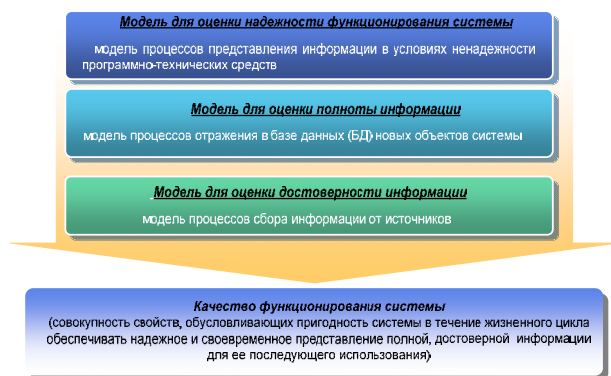 Модель для оценки надежности функционирования системы
модель процессов представления информации в условиях ненадежности
программно-технических средств
Модель для оценки полноты информации
модель процессов отражения в базе данных (БД) новых объектов системы
Модель для оценки достоверности информации
модель процессов сбора информации от источников
Качество функционирования системы
(совокупность свойств, обусловливающих пригодность системы в течение жизненного цикла
обеспечивать надежное и своевременное представление полной, достоверной информации
для ее последующего использования)